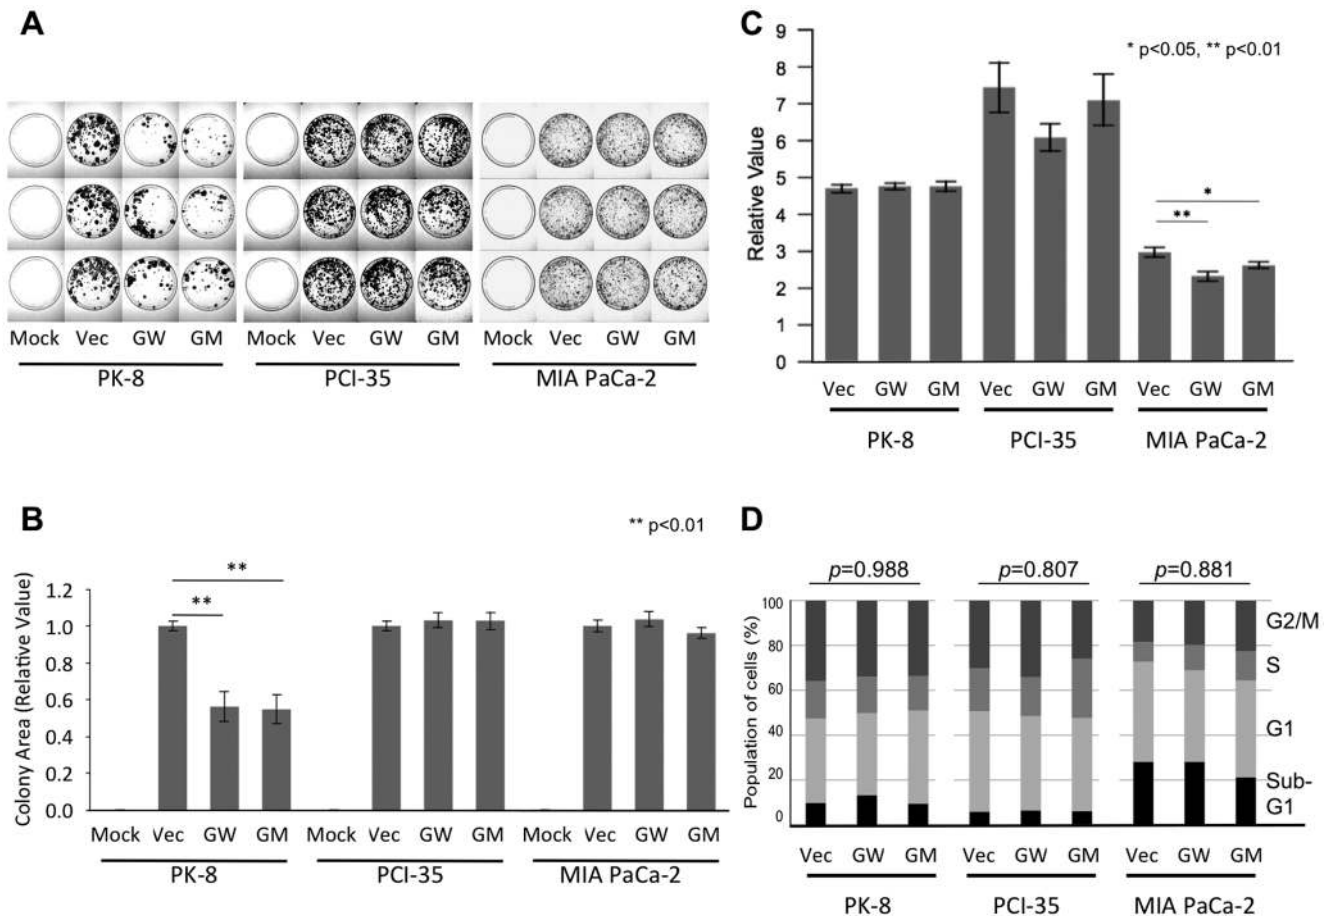 A
Mock Vec GW GM Mock Vec GW GM Mock Vec GW GM
PK-8 PCI-35 MIA PaCa-2
C
* p<0.05, ** p<0.01
Relative Value
9
8
7
6
5
4
3
2
1
0
*
**
Vec GW GM Vec GW GM Vec GW GM
PK-8 PCI-35 MIA PaCa-2
B
** p<0.01
Colony Area (Relative Value)
1.2
1.0
0.8
0.6
0.4
0.2
0.0
**
**
Mock Vec GW GM Mock Vec GW GM Mock Vec GW GM
PK-8 PCI-35 MIA PaCa-2
D
p=0.988 p=0.807 p=0.881
Population of cells (%)
100
80
60
40
20
0
G2/M
S
G1
Sub-
G1
Vec GW GM Vec GW GM Vec GW GM
PK-8 PCI-35 MIA PaCa-2